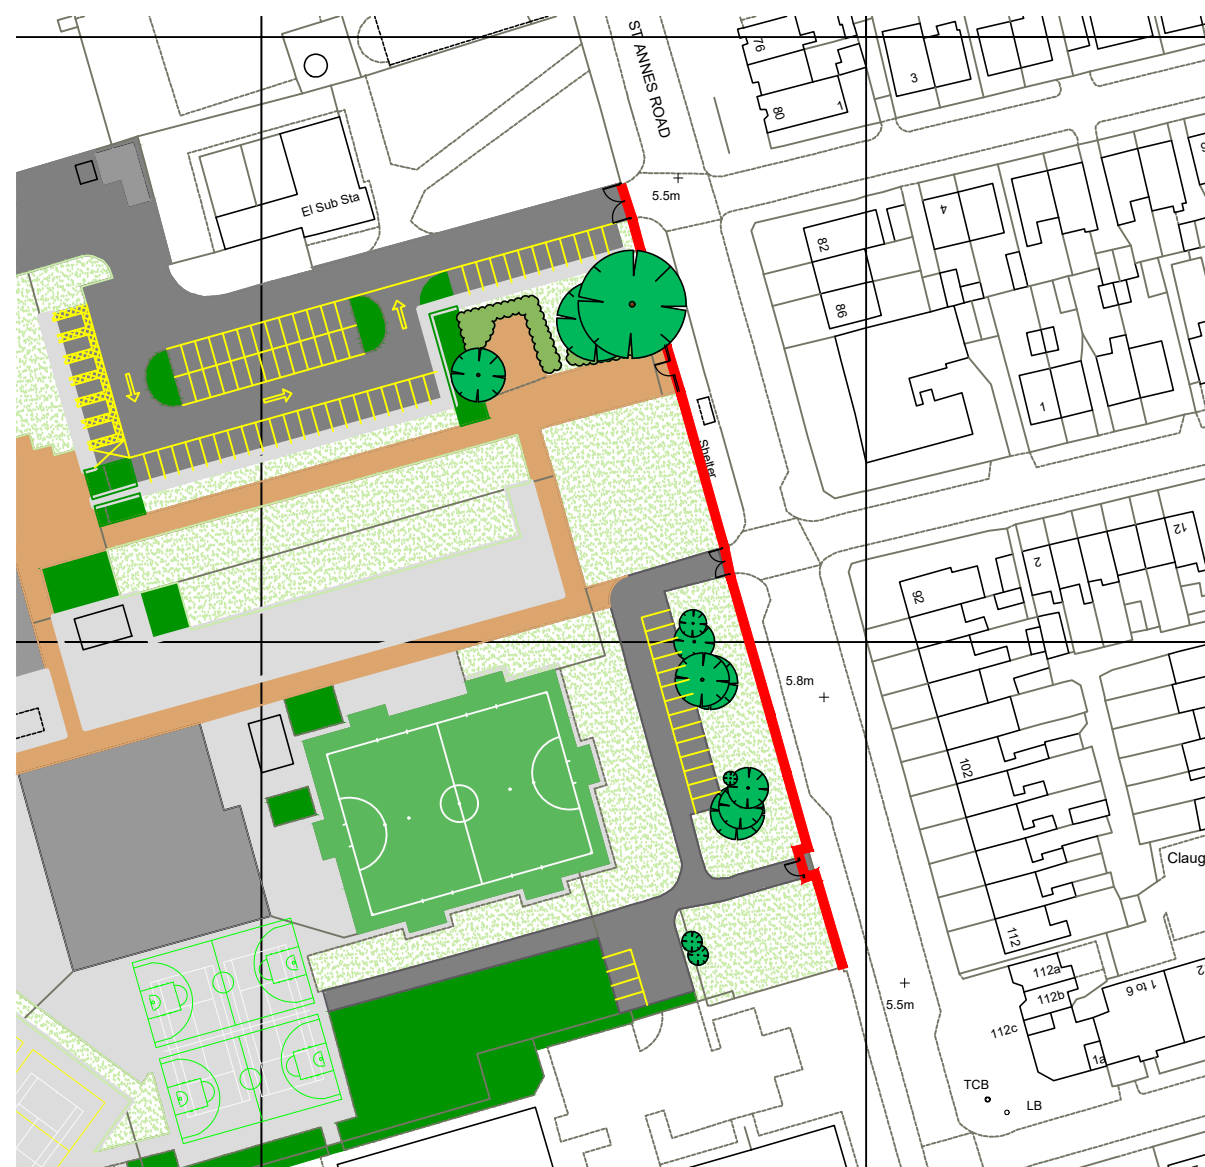 ST ANNES ROAD
76
80
1
3
El Sub Sta
5.5m
82
86
4
1
Shelter
92
2
12
5.8m
102
112
Claug
112a
112b
112c
1 to 6
2
1a
5.5m
TCB
LB